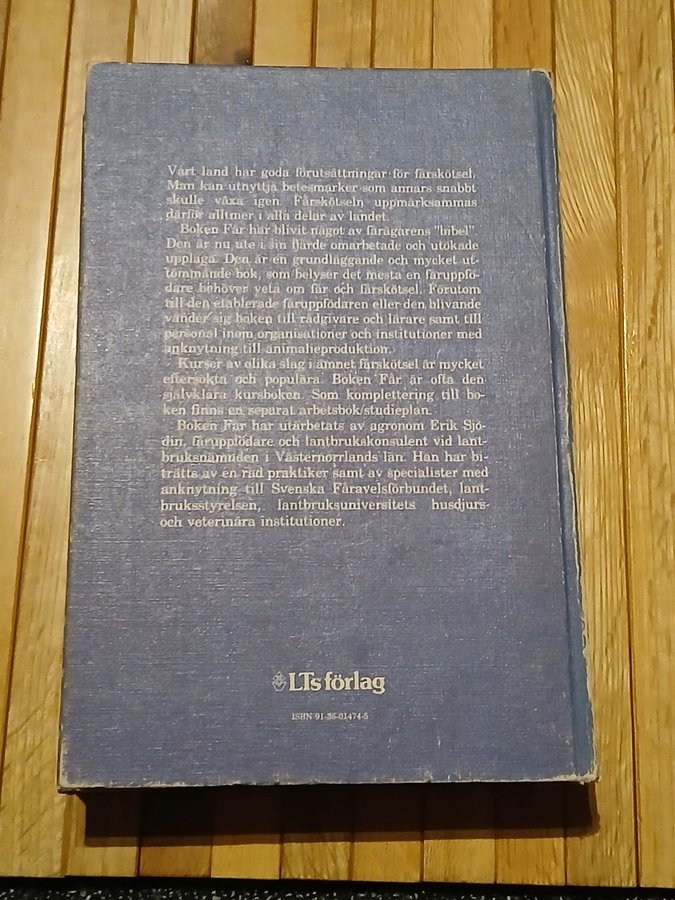 Vårt land har goda förutsättningar för fårskötsel.
Man kan utnyttja betesmarker som annars snabbt
skulle växa igen. Fårskötseln uppmärksammas
därför alltmer i alla delar av landet.
Boken Får har blivit något av fårägarens "bibel".
Den är nu ute i sin fjärde omarbetade och utökade
upplaga. Den är en grundläggande och mycket ut-
tömmande bok, som belyser det mesta en fåruppfö-
dare behöver veta om får och fårskötsel. Förutom
till den etablerade fåruppfödaren eller den blivande
vänder sig boken till rådgivare och lärare samt till
personal inom organisationer och institutioner med
anknytning till animalieproduktion.
Kurser av olika slag i ämnet fårskötsel är mycket
eftersökta och populära. Boken Får är ofta den
självklara kursboken. Som komplettering till bo-
ken finns en separat arbetsbok/studieplan.
Boken Får har utarbetats av agronom Erik Sjö-
din, fåruppfödare och lantbrukskonsulent vid lant-
bruksnämnden i Västernorrlands län. Han har bi-
trätts av en rad praktiker samt av specialister med
anknytning till Svenska Fåravelsförbundet, lant-
bruksstyrelsen, lantbruksuniversitets husdjurs-
och veterinära institutioner.
LTs förlag
ISBN 91-36-01474-5